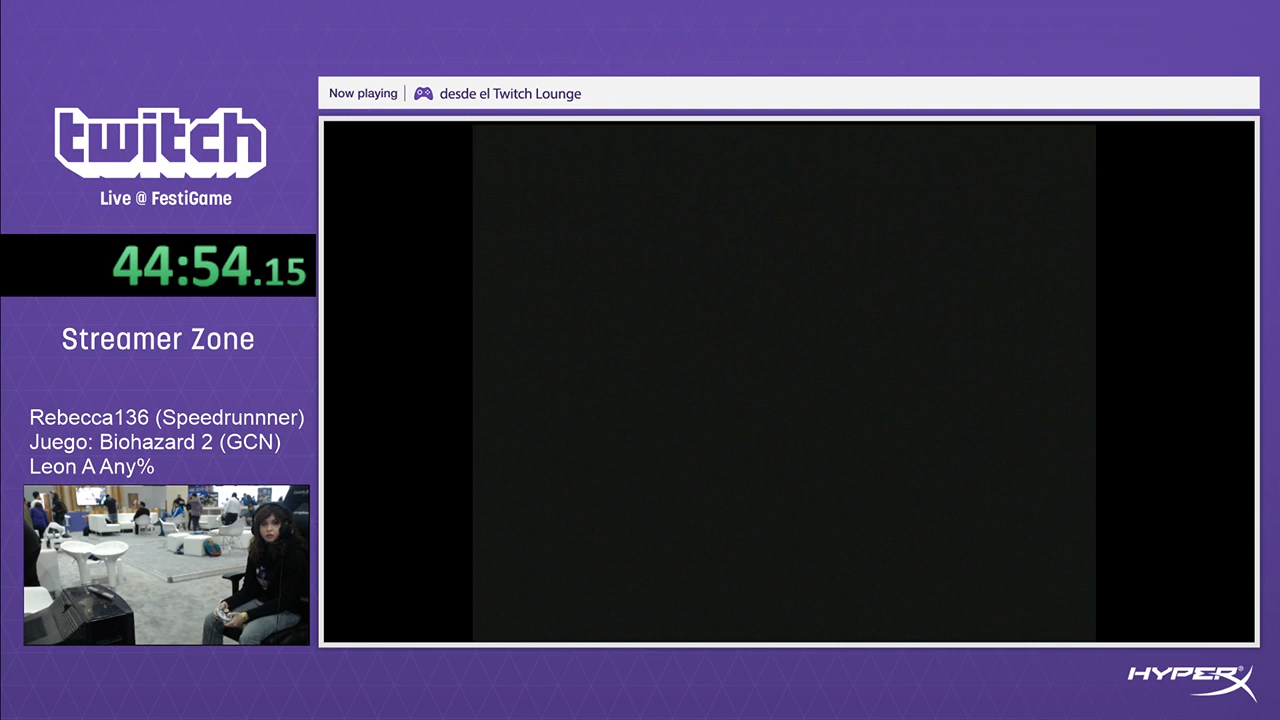 Now playing | desde el Twitch Lounge
twitch
Live @ FestiGame
44:54.15
Streamer Zone
Rebecca136 (Speedrunnner)
Juego: Biohazard 2 (GCN)
Leon A Any%
HYPERX